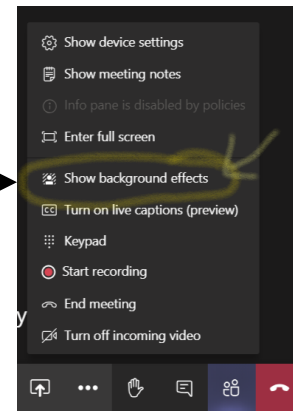 Show device settings
Show meeting notes
Info pane is disabled by policies
Enter full screen
Show background effects
CC Turn on live captions (preview)
Keypad
Start recording
End meeting
y
Turn off incoming video